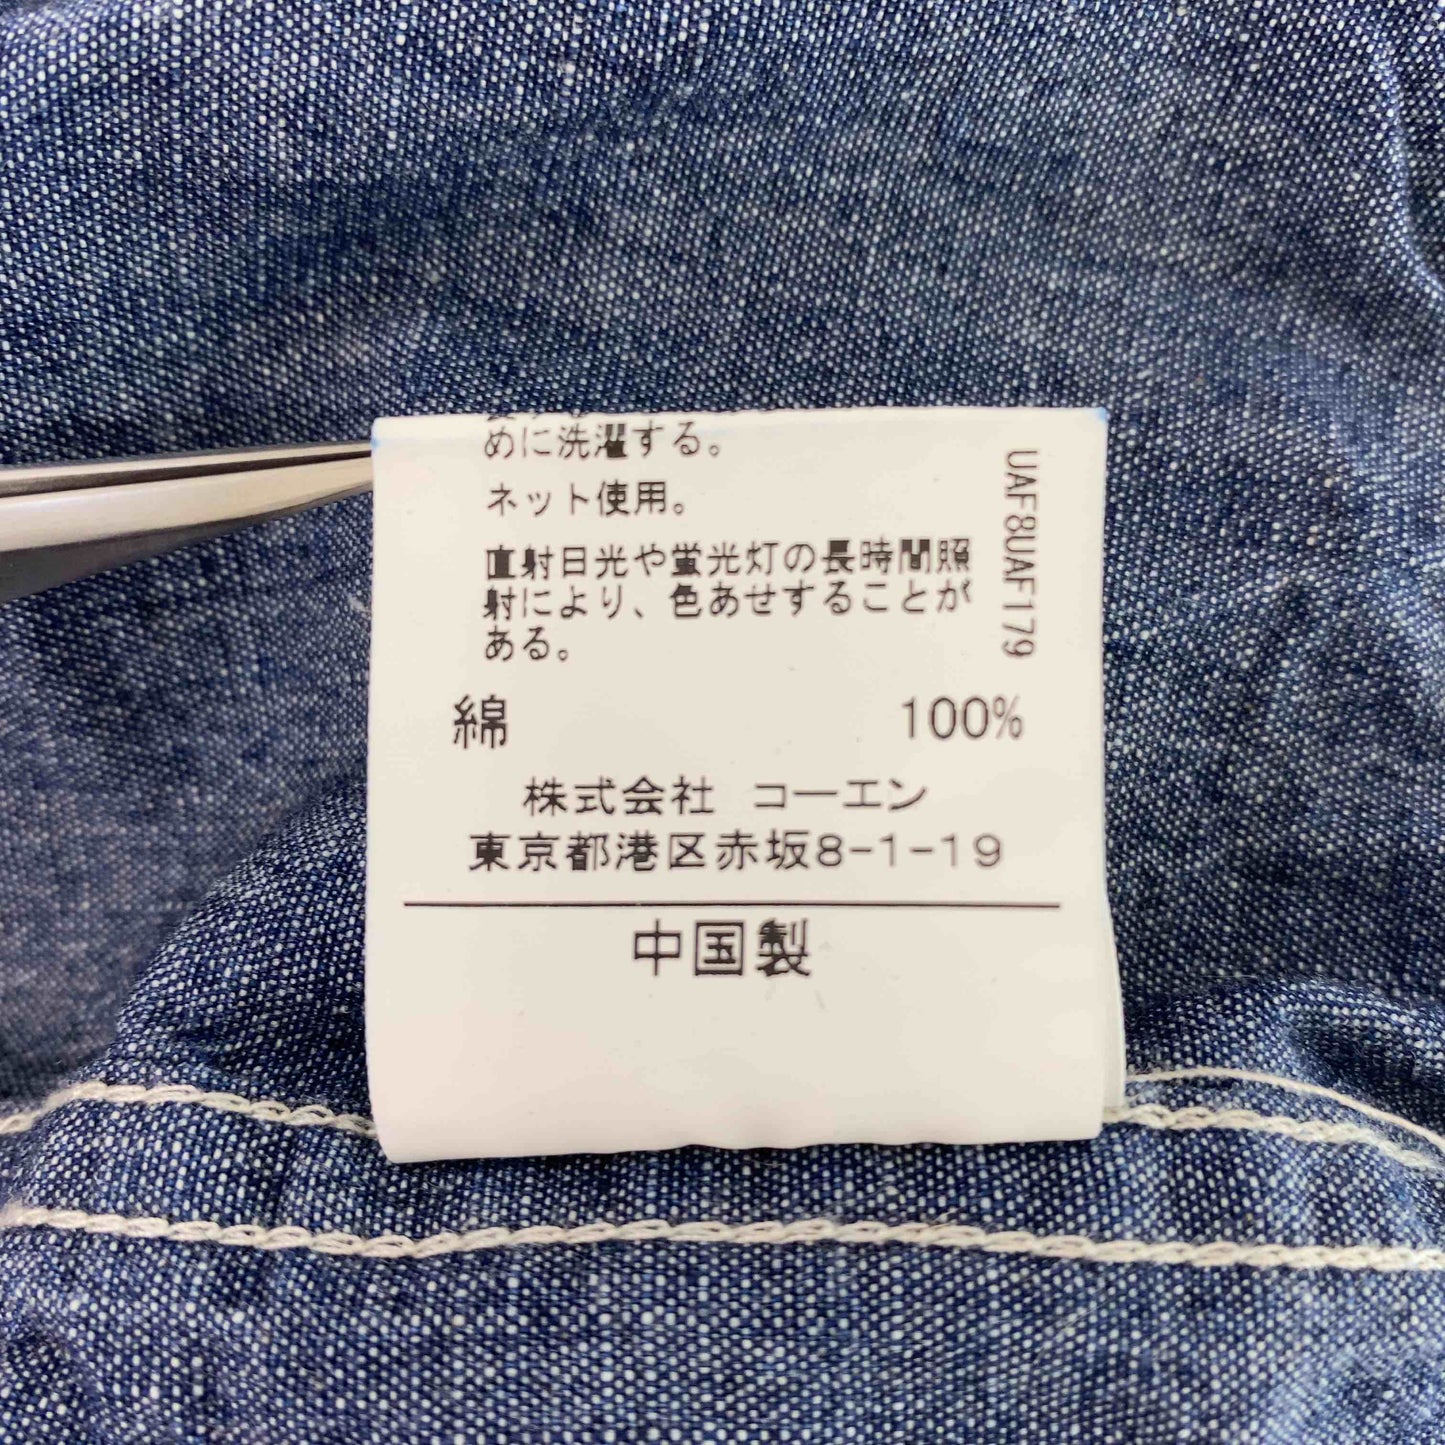 めに洗濯する。
ネット使用。
直射日光や蛍光灯の長時間照
射により、色あせすることが
ある。
UAF8UAF179
綿 100%
株式会社 コーエン
東京都港区赤坂8-1-19
中国製